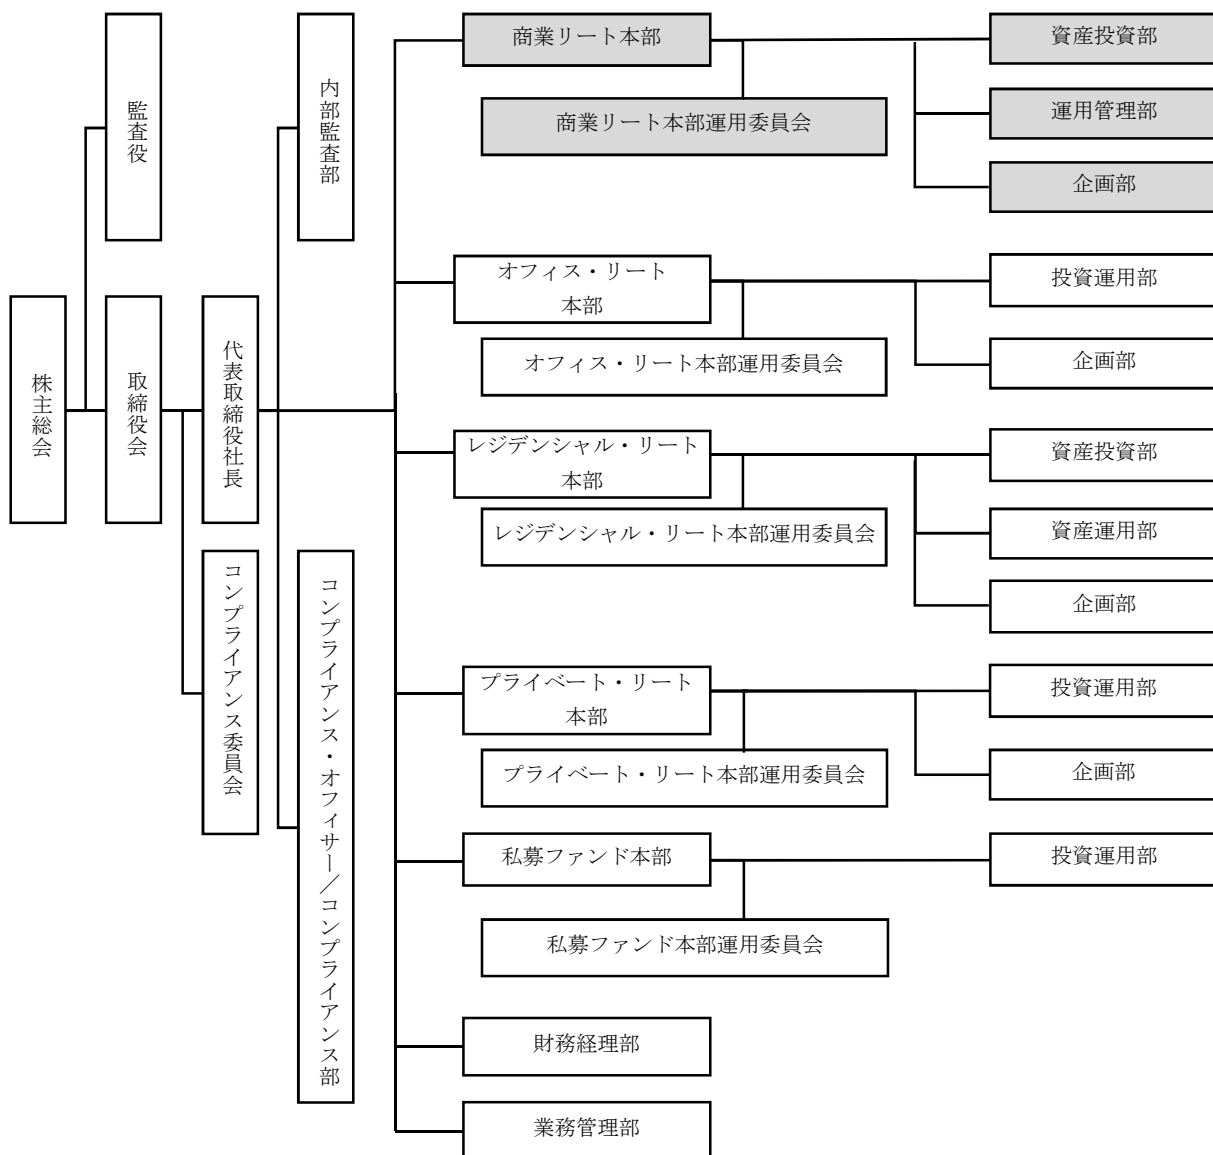 株主総会
監査役
取締役会
代表取締役社長
コンプライアンス委員会
内部監査部
コンプライアンス・オフィサー／コンプライアンス部
商業リート本部
商業リート本部運用委員会
資産投資部
運用管理部
企画部
オフィス・リート
本部
オフィス・リート本部運用委員会
投資運用部
企画部
レジデンシャル・リート
本部
レジデンシャル・リート本部運用委員会
資産投資部
資産運用部
企画部
プライベート・リート
本部
プライベート・リート本部運用委員会
投資運用部
企画部
私募ファンド本部
私募ファンド本部運用委員会
投資運用部
財務経理部
業務管理部